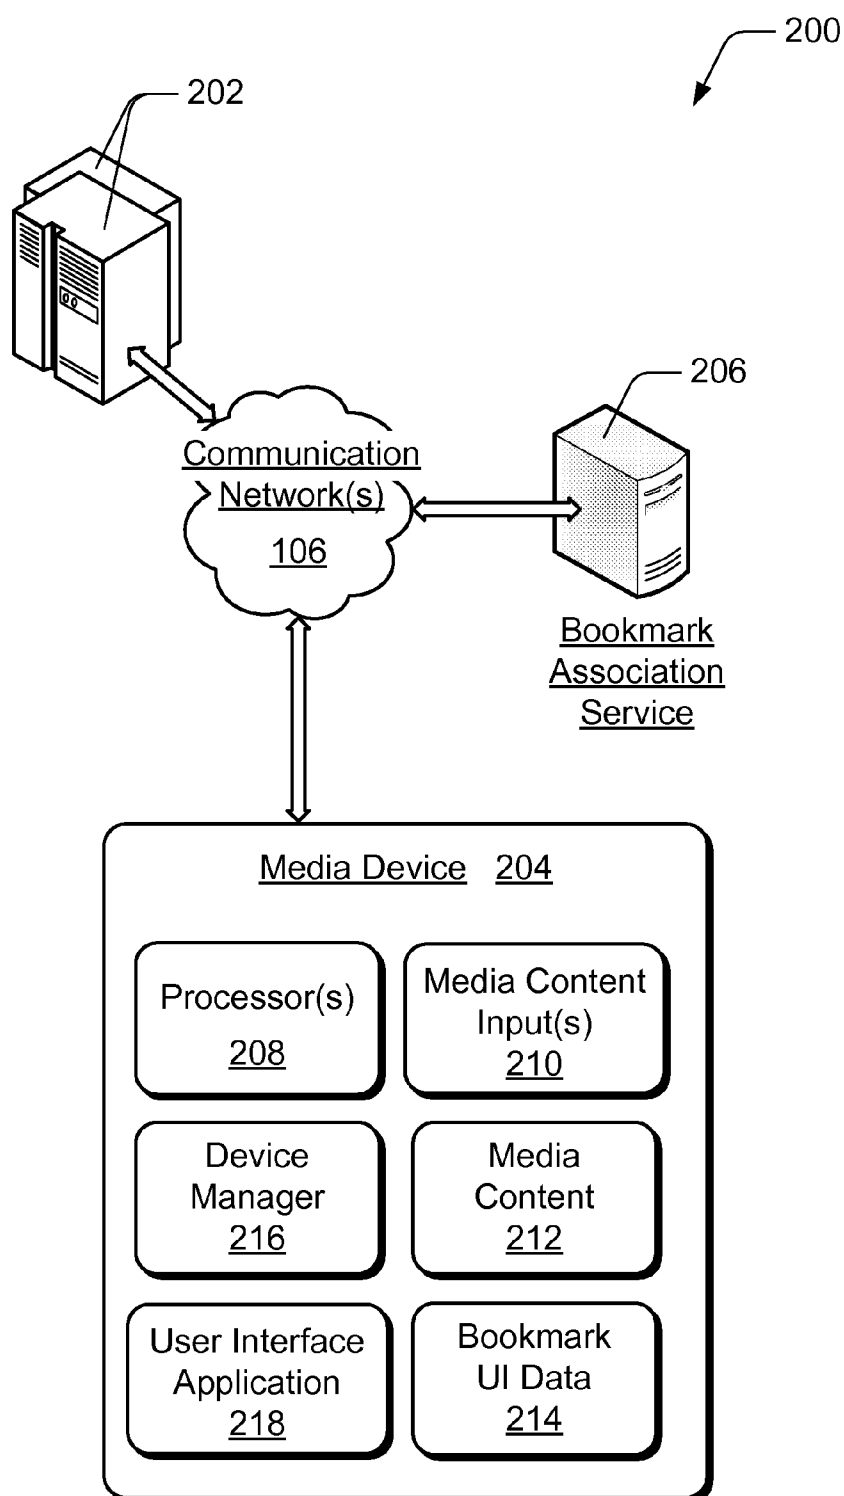 200
202
206
Communication
Network(s)
106
Bookmark
Association
Service
Media Device 204
Processor(s)
208
Media Content
Input(s)
210
Device
Manager
216
Media
Content
212
User Interface
Application
218
Bookmark
UI Data
214